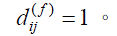 $d_{ij}^{(f)} = 1$ 。